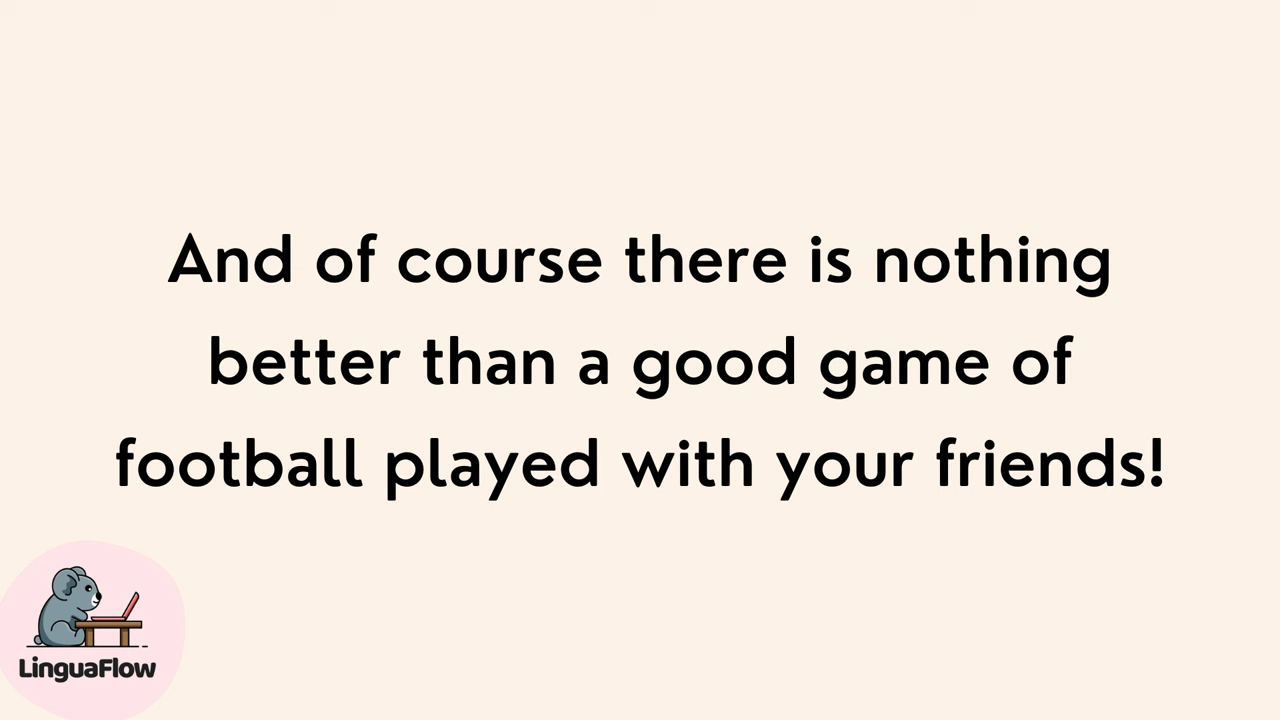 And of course there is nothing
better than a good game of
football played with your friends!
LinguaFlow